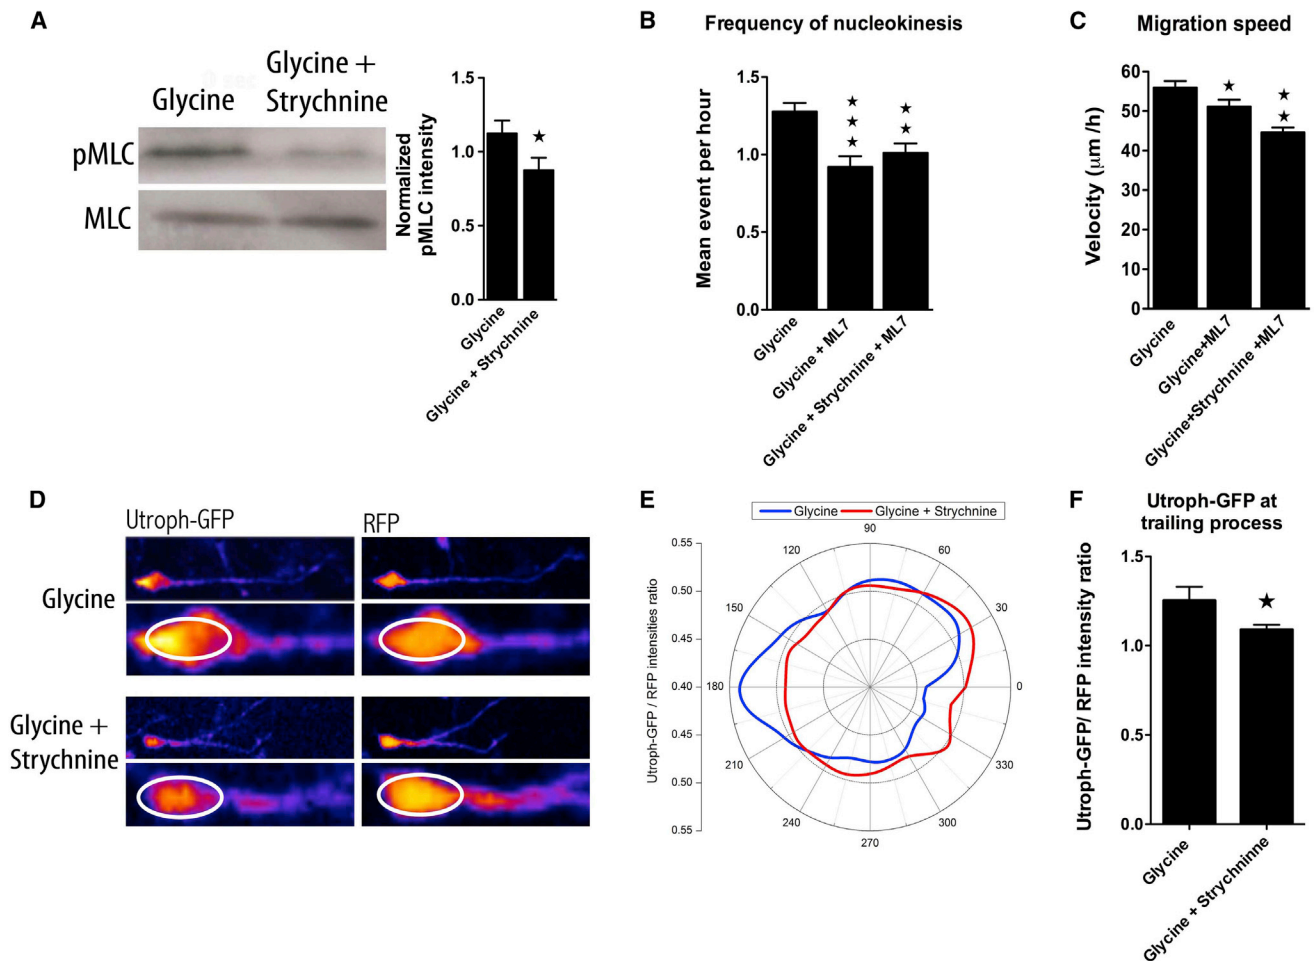 A
Glycine
Glycine +
Strychnine
pMLC
MLC
Normalized
pMLC intensity
1.5
1.0
0.5
0.0
Glycine
Glycine + Strychnine
B
Frequency of nucleokinesis
Mean event per hour
1.5
1.0
0.5
0.0
Glycine
Glycine + ML7
Glycine + Strychnine + ML7
C
Migration speed
Velocity (μm /h)
60
50
40
30
20
10
0
Glycine
Glycine+ML7
Glycine+Strychnine +ML7
D
Utroph-GFP
RFP
Glycine
Glycine +
Strychnine
E
Glycine
Glycine + Strychnine
Utroph-GFP / RFP intensities ratio
0.55
0.50
0.45
0.40
0.45
0.50
0.55
90
120
60
150
30
180
0
210
330
240
300
270
F
Utroph-GFP at
trailing process
Utroph-GFP/ RFP intensity ratio
1.5
1.0
0.5
0.0
Glycine
Glycine + Strychninne